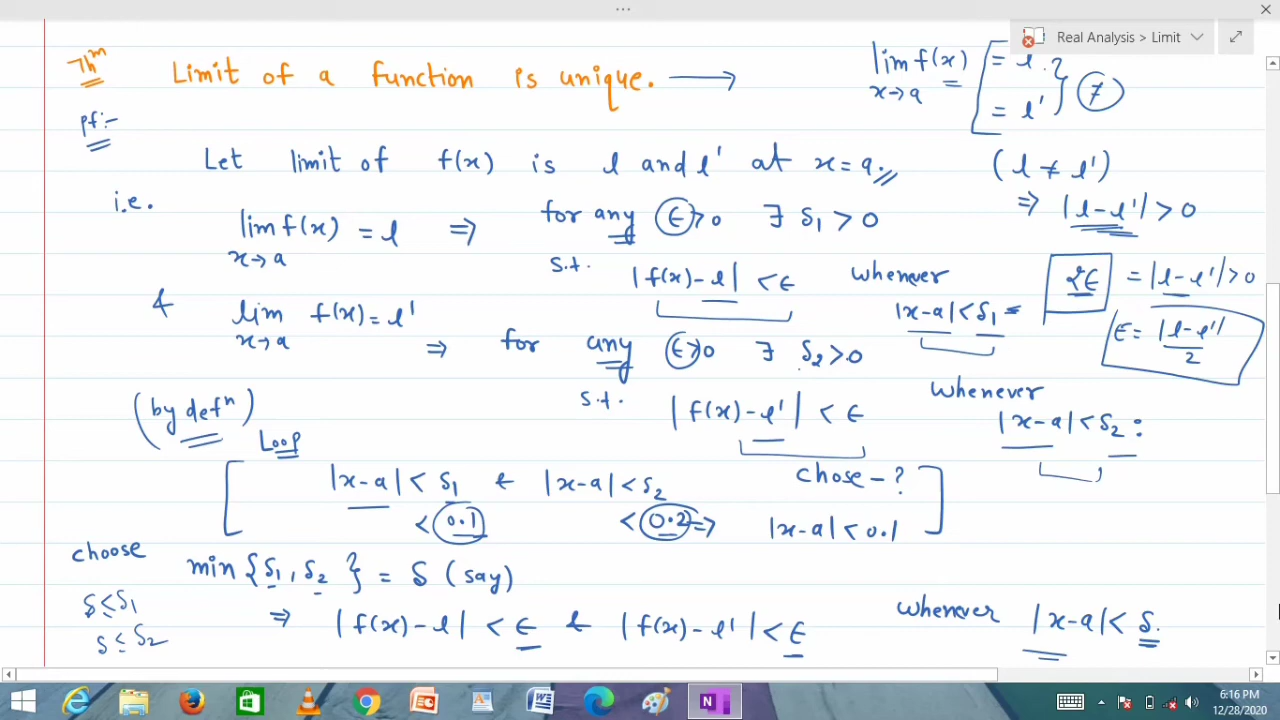 Real Analysis > Limit
Thm Limit of a function is unique. ⟶ lim f(x) x→a [ = l ? = l' } ≠
pf:-
Let limit of f(x) is l and l' at x = a. (l ≠ l')
⇒ |l - l'| > 0
i.e. lim f(x) = l x→a ⇒ for any ϵ > 0 ∃ δ1 > 0
s.t. |f(x) - l| < ϵ whenever |x-a| < δ1
2ϵ = |l - l'| > 0
& lim f(x) = l' x→a ⇒ for any ϵ > 0 ∃ δ2 > 0
ϵ = |l - l'| / 2
(by defn) s.t. |f(x) - l'| < ϵ whenever |x-a| < δ2 :
Loop
[ |x-a| < δ1 & |x-a| < δ2 chose - ? ]
< 0.1 < 0.2 ⇒ |x-a| < 0.1
choose min {δ1, δ2} = δ (say)
δ ≤ δ1
δ ≤ δ2
⇒ |f(x) - l| < ϵ & |f(x) - l'| < ϵ whenever |x-a| < δ.
6:16 PM
12/28/2020